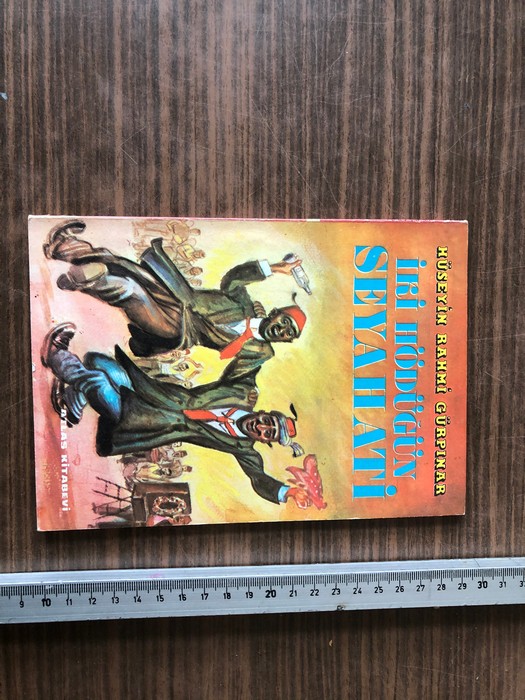 HÜSEYİN RAHMİ GÜRPINAR
İKİ HÖDÜĞÜN
SEYAHATİ
ATLAS KİTABEVİ
9 10 11 12 13 14 15 16 17 18 19 20 21 22 23 24 25 26 27 28 29 30 31